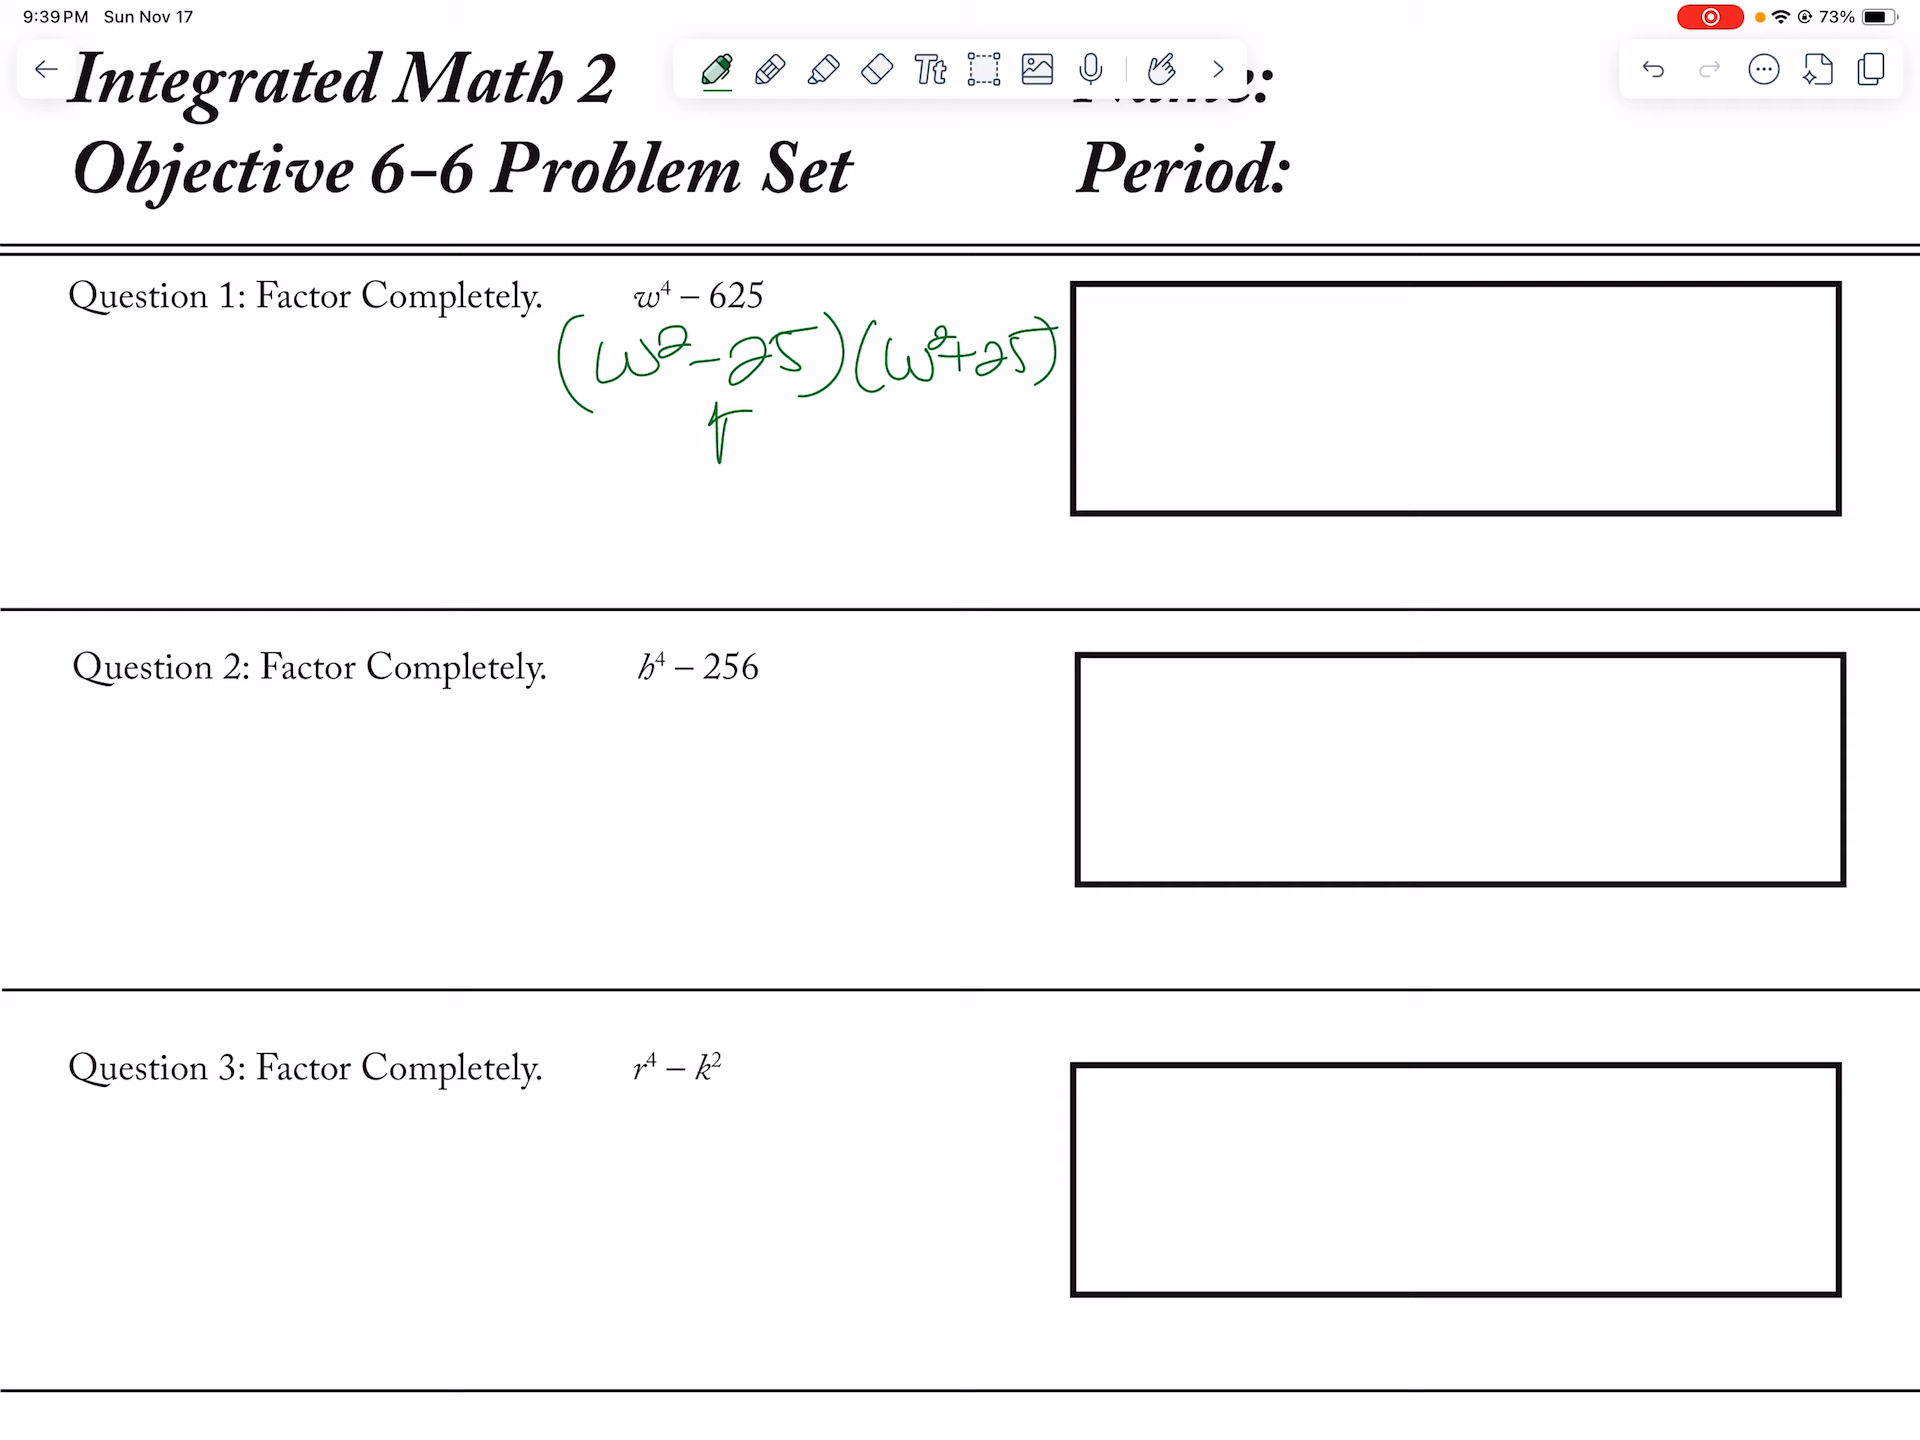 9:39 PM Sun Nov 17
73%
Integrated Math 2
Objective 6-6 Problem Set
Period:
Question 1: Factor Completely. w⁴ – 625
(w²-25)(w²+25)
Question 2: Factor Completely. h⁴ – 256
Question 3: Factor Completely. r⁴ – k²